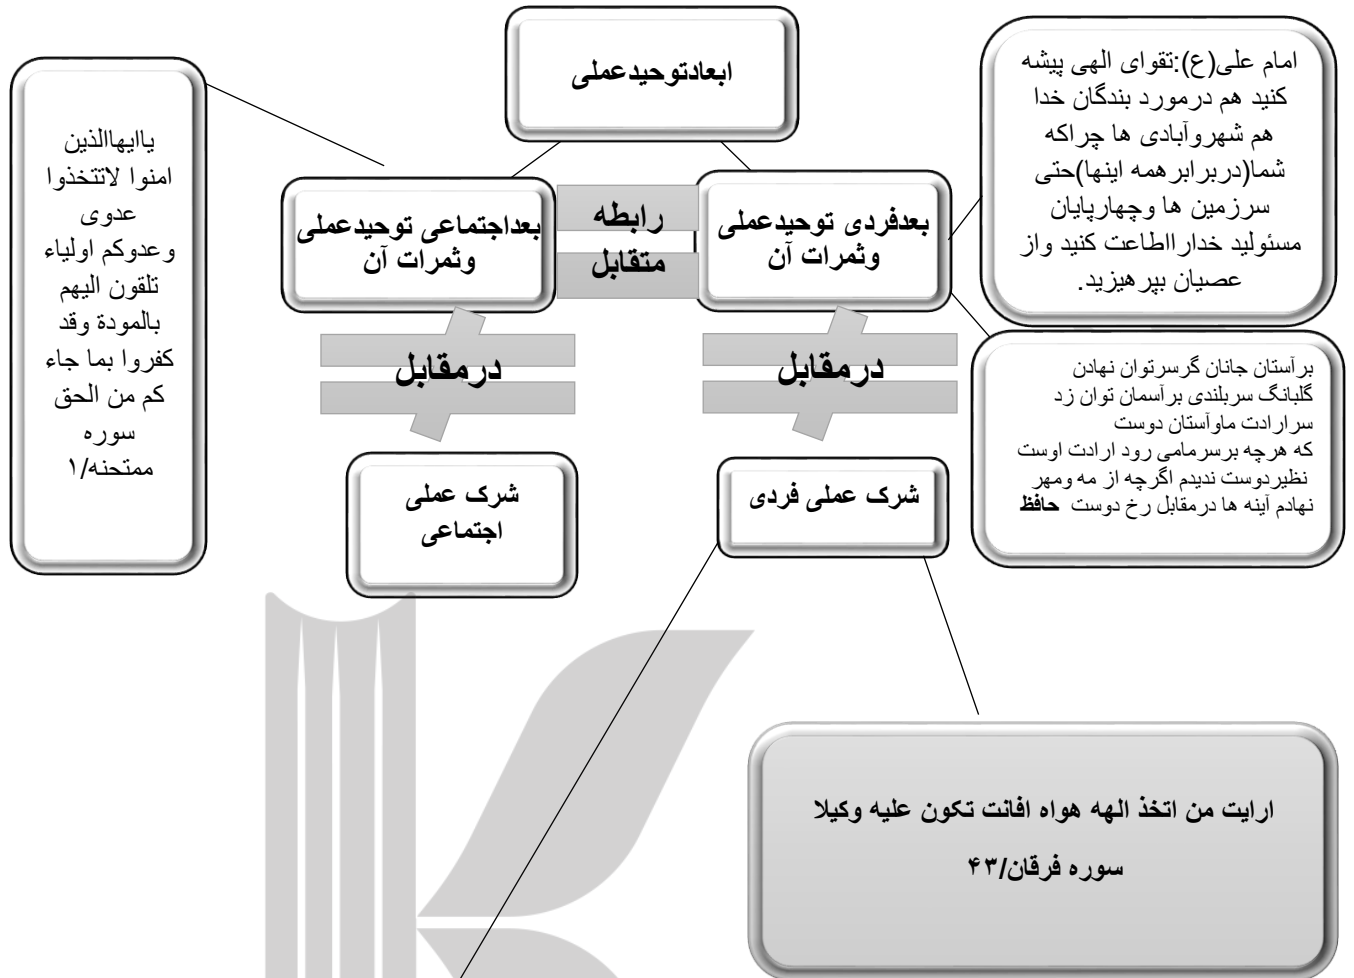 ابعادتوحیدعملی
امام علی(ع):تقوای الهی پیشه
کنید هم درمورد بندگان خدا
هم شهروآبادی ها چراکه
شما(دربرابرهمه اینها)حتی
سرزمین ها وچهارپایان
مسئولید خدارااطاعت کنید واز
عصیان بپرهیزید.
بعدفردی توحیدعملی
وثمرات آن
رابطه
متقابل
بعداجتماعی توحیدعملی
وثمرات آن
یاایهاالذین
امنوا لاتتخذوا
عدوی
وعدوکم اولیاء
تلقون الیهم
بالمودة وقد
کفروا بما جاء
کم من الحق
سوره
ممتحنه/۱
برآستان جانان گرسرتوان نهادن
گلبانگ سربلندی برآسمان توان زد
سرارادت ماوآستان دوست
که هرچه برسرمامی رود ارادت اوست
نظیردوست ندیدم اگرچه از مه ومهر
نهادم آینه ها درمقابل رخ دوست حافظ
درمقابل
درمقابل
شرک عملی فردی
شرک عملی
اجتماعی
ارایت من اتخذ الهه هواه افانت تکون علیه وکیلا
سوره فرقان/۴۳